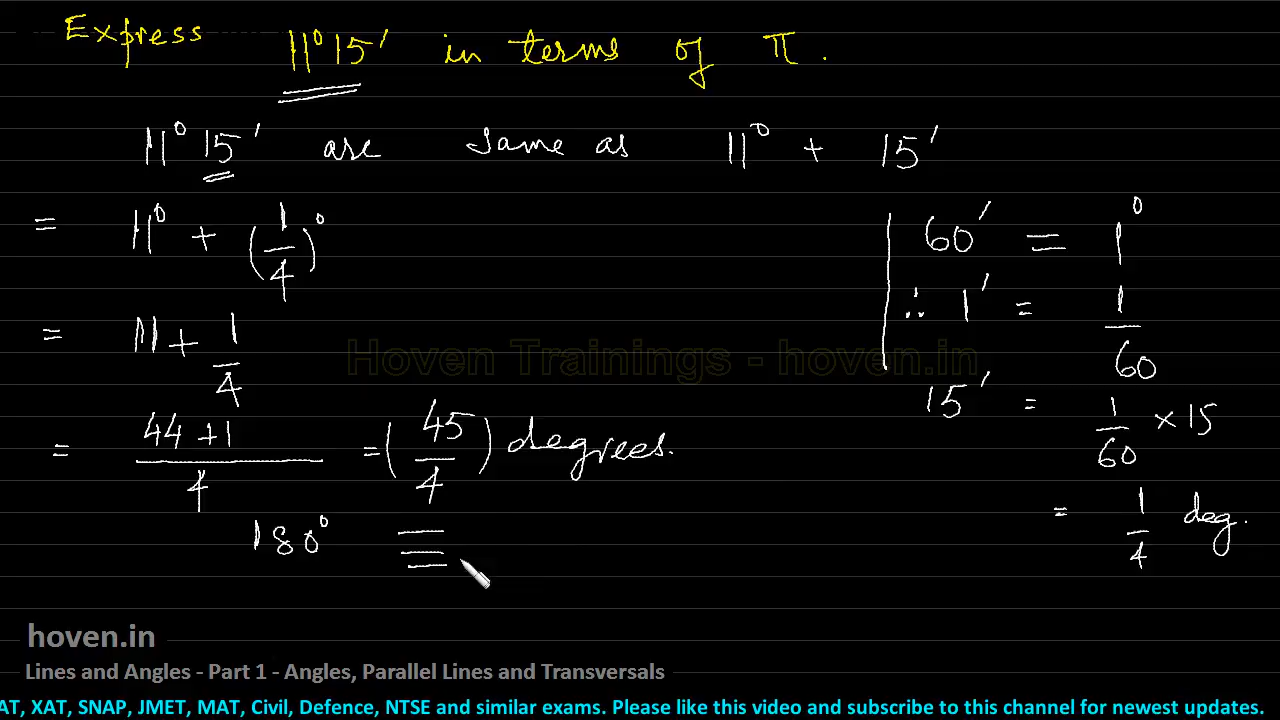 Express 11° 15′ in terms of π .
11° 15′ are same as 11° + 15′
= 11° + (1/4)°
= 11 + 1/4
= (44 + 1)/4 = (45/4) degrees.
180° ≡
60′ = 1°
∴ 1′ = 1/60
15′ = 1/60 × 15
= 1/4 deg.
Hoven Trainings - hoven.in
hoven.in
Lines and Angles - Part 1 - Angles, Parallel Lines and Transversals
AT, XAT, SNAP, JMET, MAT, Civil, Defence, NTSE and similar exams. Please like this video and subscribe to this channel for newest updates.